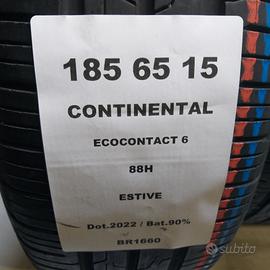 185 65 15
CONTINENTAL
ECOCONTACT 6
88H
ESTIVE
Dot.2022 / Bat.90%
BR1660
subito